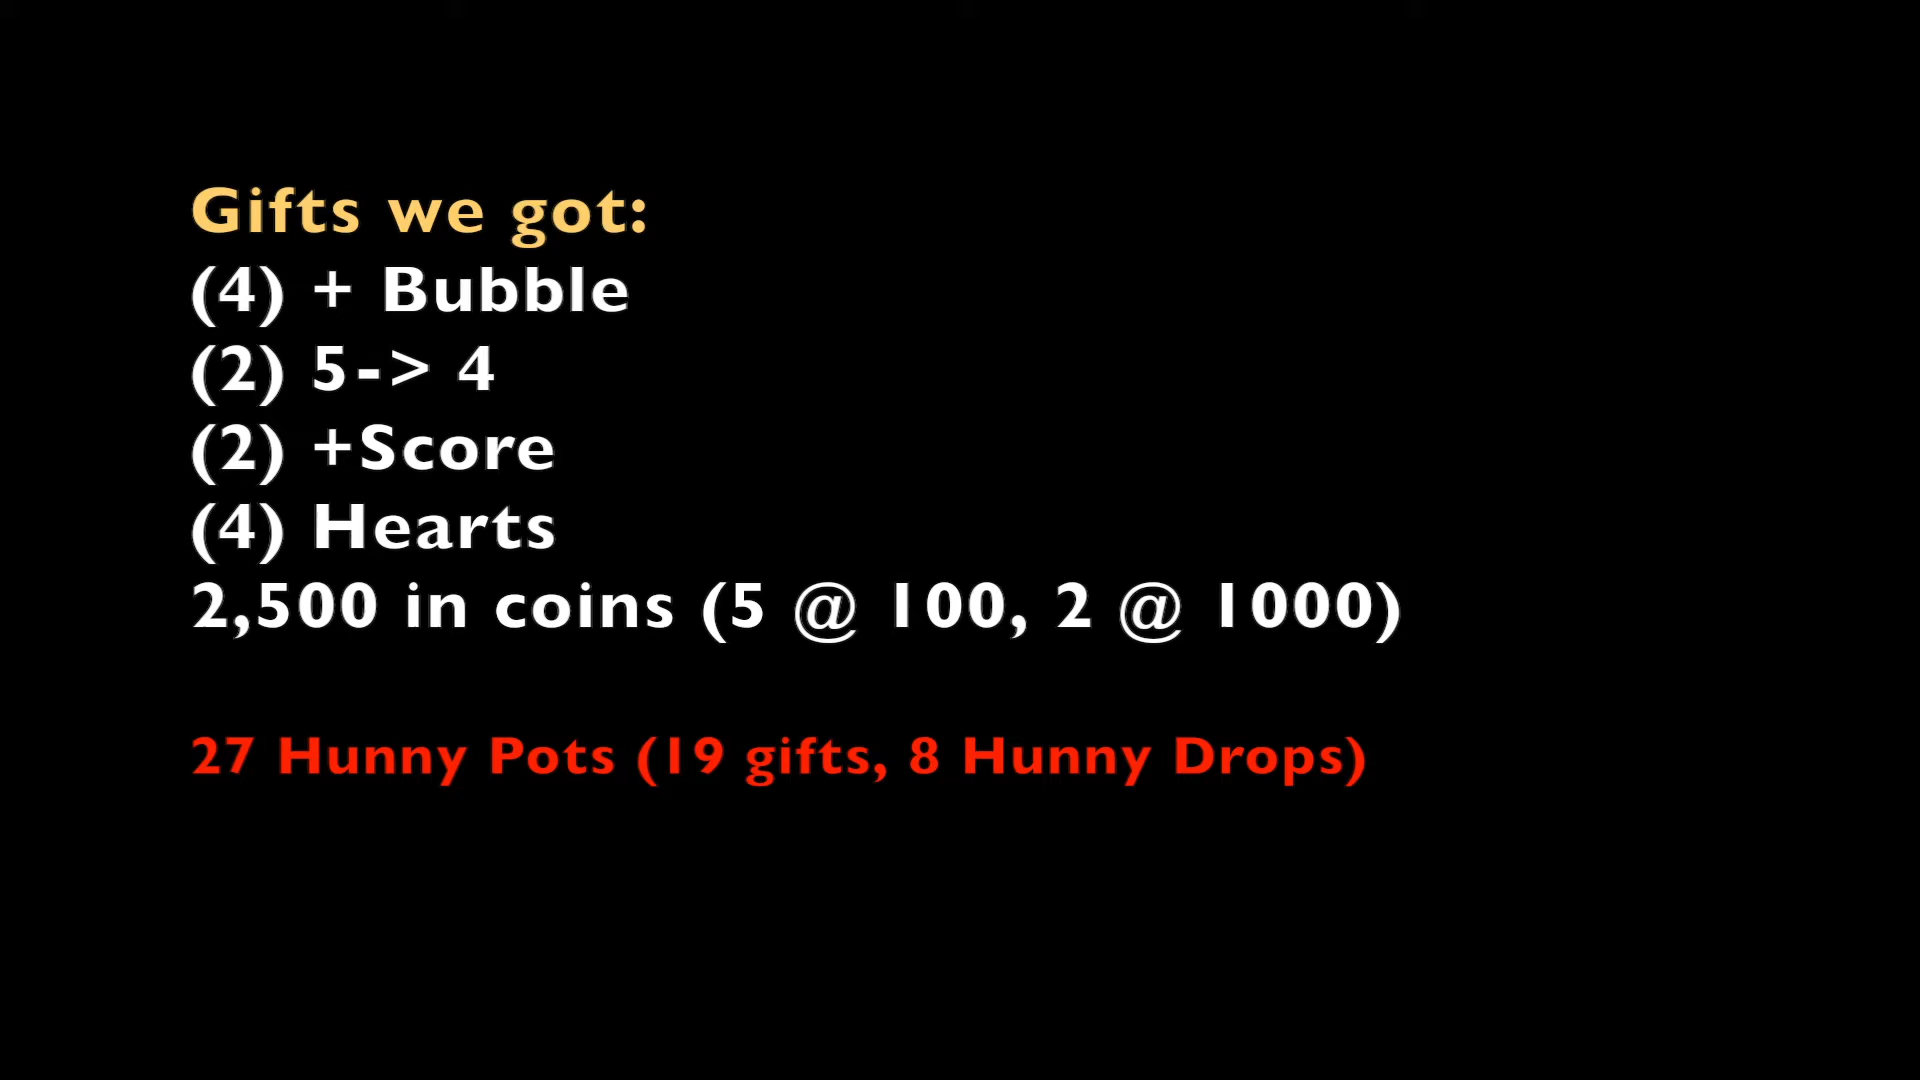 Gifts we got:
(4) + Bubble
(2) 5-> 4
(2) +Score
(4) Hearts
2,500 in coins (5 @ 100, 2 @ 1000)
27 Hunny Pots (19 gifts, 8 Hunny Drops)